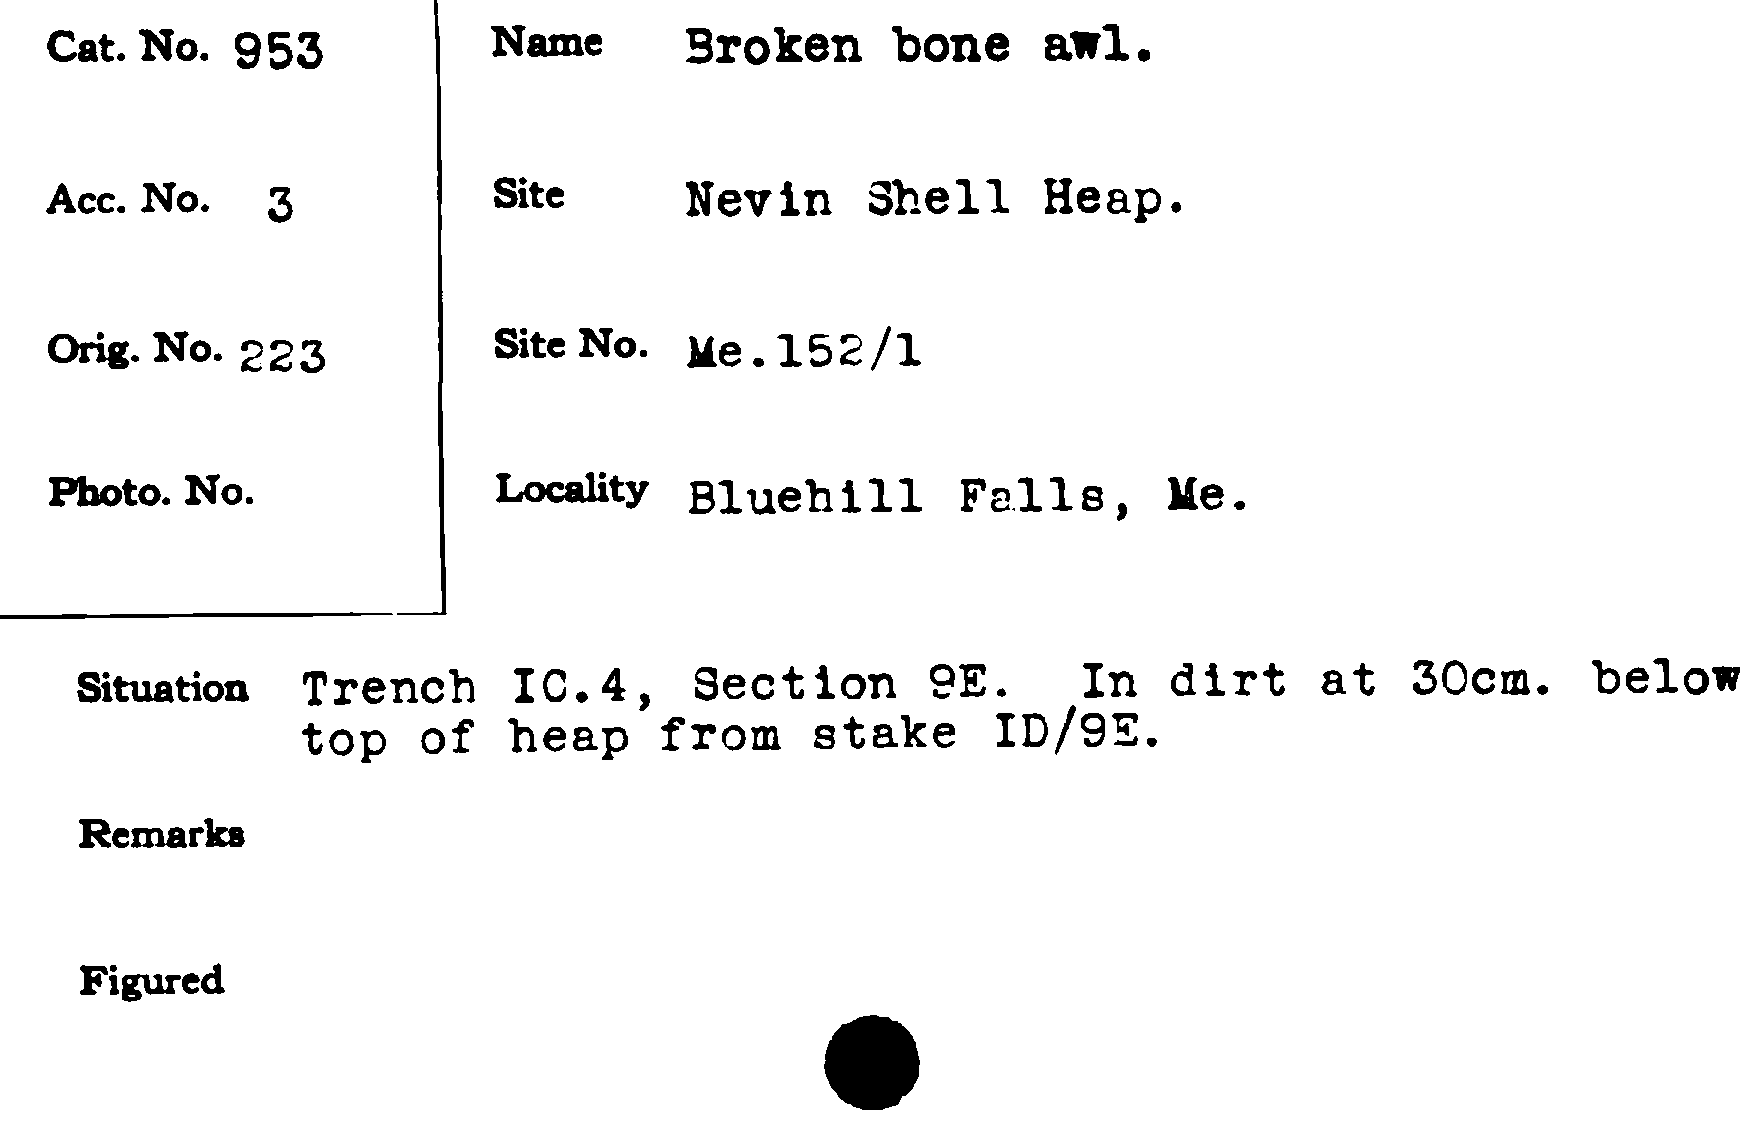 Cat. No. 953
Name Broken bone awl.
Acc. No. 3
Site Nevin Shell Heap.
Orig. No. 223
Site No. Me.152/1
Photo. No.
Locality Bluehill Falls, Me.
Situation Trench IC.4, Section 9E. In dirt at 30cm. below
top of heap from stake ID/9E.
Remarks
Figured